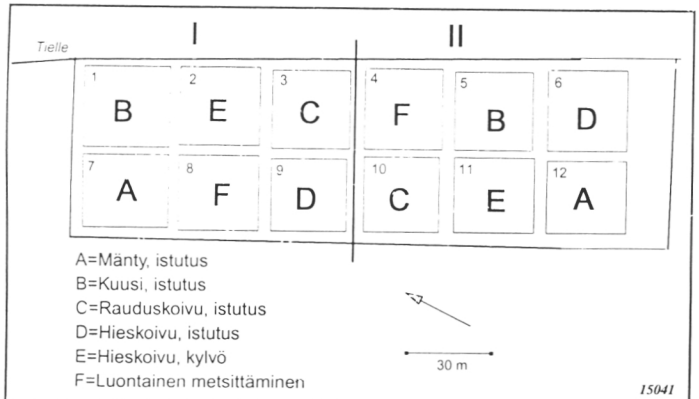 I II
Tielle
1 2 3 4 5 6
B E C F B D
7 8 9 10 11 12
A F D C E A
A=Mänty, istutus
B=Kuusi, istutus
C=Rauduskoivu, istutus
D=Hieskoivu, istutus
E=Hieskoivu, kylvö
F=Luontainen metsittäminen
30 m
15041